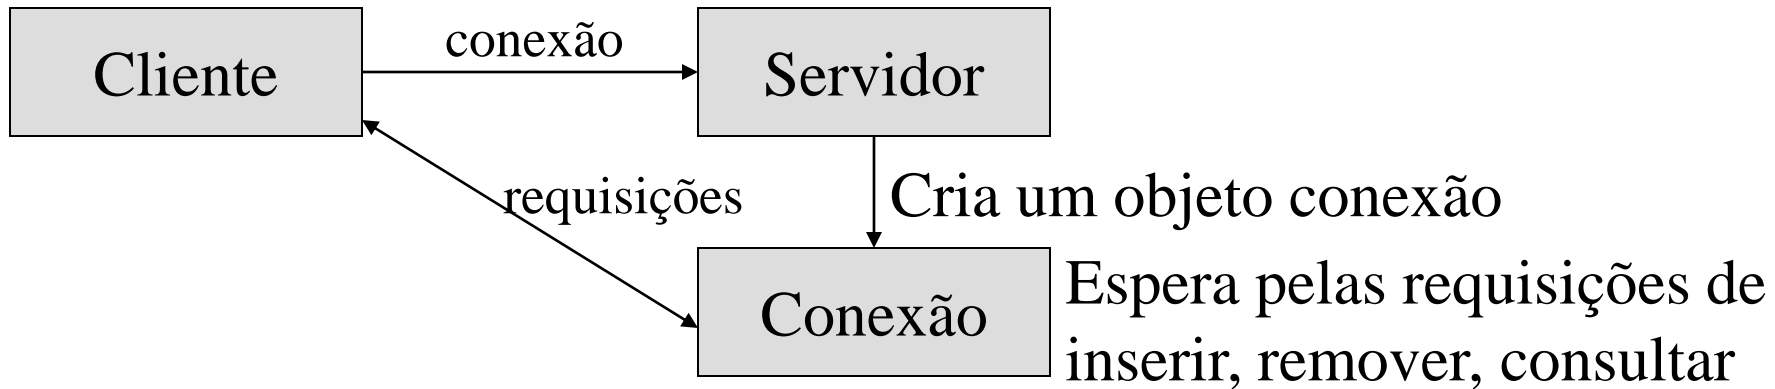 Cliente
conexão
Servidor
requisições
Cria um objeto conexão
Conexão
Espera pelas requisições de
inserir, remover, consultar